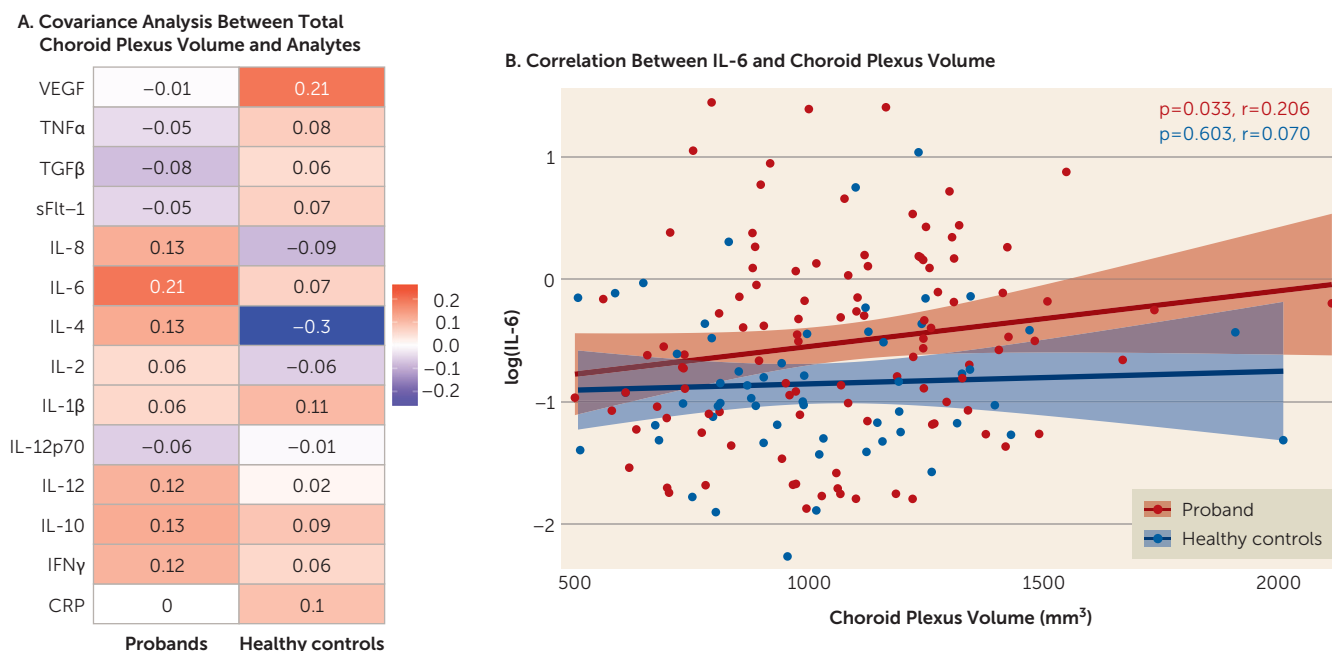 A. Covariance Analysis Between Total
Choroid Plexus Volume and Analytes
VEGF −0.01 0.21
TNFα −0.05 0.08
TGFβ −0.08 0.06
sFlt–1 −0.05 0.07
IL-8 0.13 −0.09
IL-6 0.21 0.07
IL-4 0.13 −0.3
IL-2 0.06 −0.06
IL-1β 0.06 0.11
IL-12p70 −0.06 −0.01
IL-12 0.12 0.02
IL-10 0.13 0.09
IFNγ 0.12 0.06
CRP 0 0.1
Probands Healthy controls
0.2
0.1
0.0
−0.1
−0.2
B. Correlation Between IL-6 and Choroid Plexus Volume
p=0.033, r=0.206
p=0.603, r=0.070
log(IL-6)
1
0
−1
−2
Proband
Healthy controls
500 1000 1500 2000
Choroid Plexus Volume (mm³)